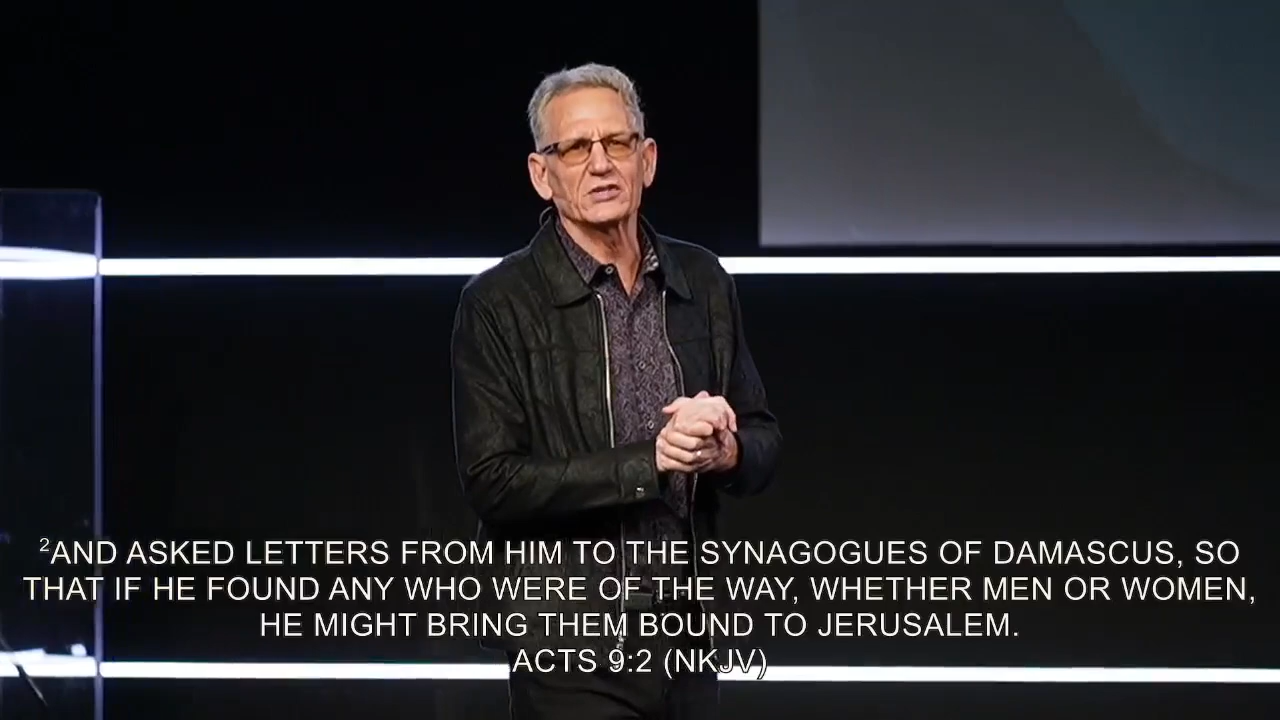 ²AND ASKED LETTERS FROM HIM TO THE SYNAGOGUES OF DAMASCUS, SO
THAT IF HE FOUND ANY WHO WERE OF THE WAY, WHETHER MEN OR WOMEN,
HE MIGHT BRING THEM BOUND TO JERUSALEM.
ACTS 9:2 (NKJV)